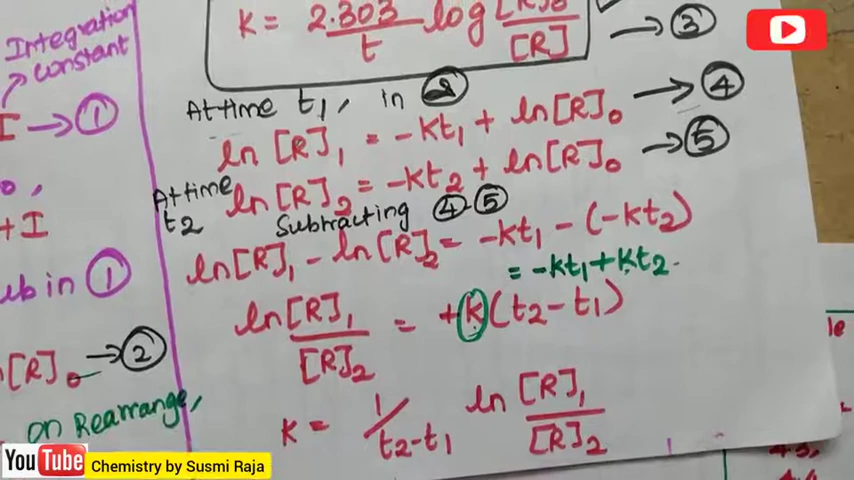 Integration
constant
I → ①
+ I
in ①
[R]₀ → ②
on Rearrange,
K = 2.303/t log [R]₀/[R] → ③
At time t₁, in ②
ln [R]₁ = -Kt₁ + ln [R]₀ → ④
At time t₂
ln [R]₂ = -Kt₂ + ln [R]₀ → ⑤
Subtracting ④-⑤
ln[R]₁ - ln[R]₂ = -Kt₁ - (-Kt₂)
= -Kt₁ + Kt₂
ln [R]₁/[R]₂ = +K(t₂ - t₁)
K = 1/t₂-t₁ ln [R]₁/[R]₂
YouTube
Chemistry by Susmi Raja